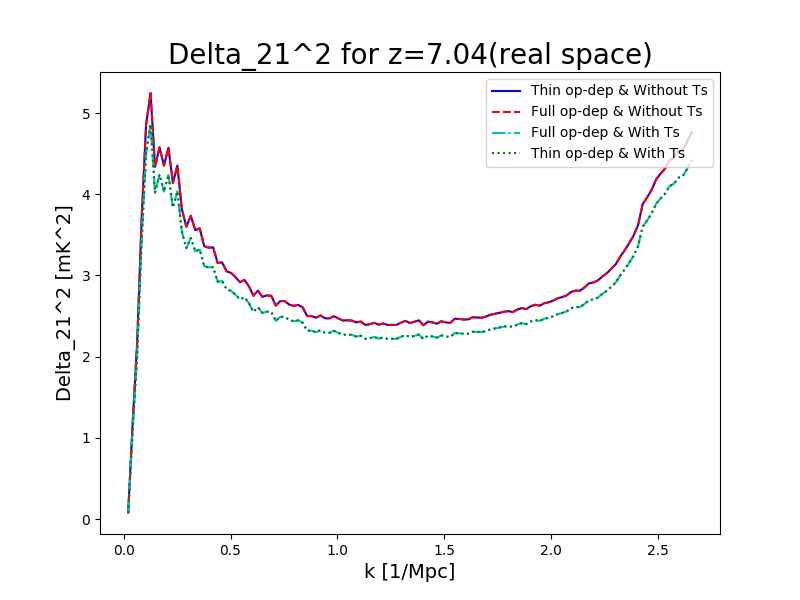 Delta_21^2 for z=7.04(real space)
Thin op-dep & Without Ts
Full op-dep & Without Ts
Full op-dep & With Ts
Thin op-dep & With Ts
Delta_21^2 [mK^2]
5
4
3
2
1
0
0.0 0.5 1.0 1.5 2.0 2.5
k [1/Mpc]